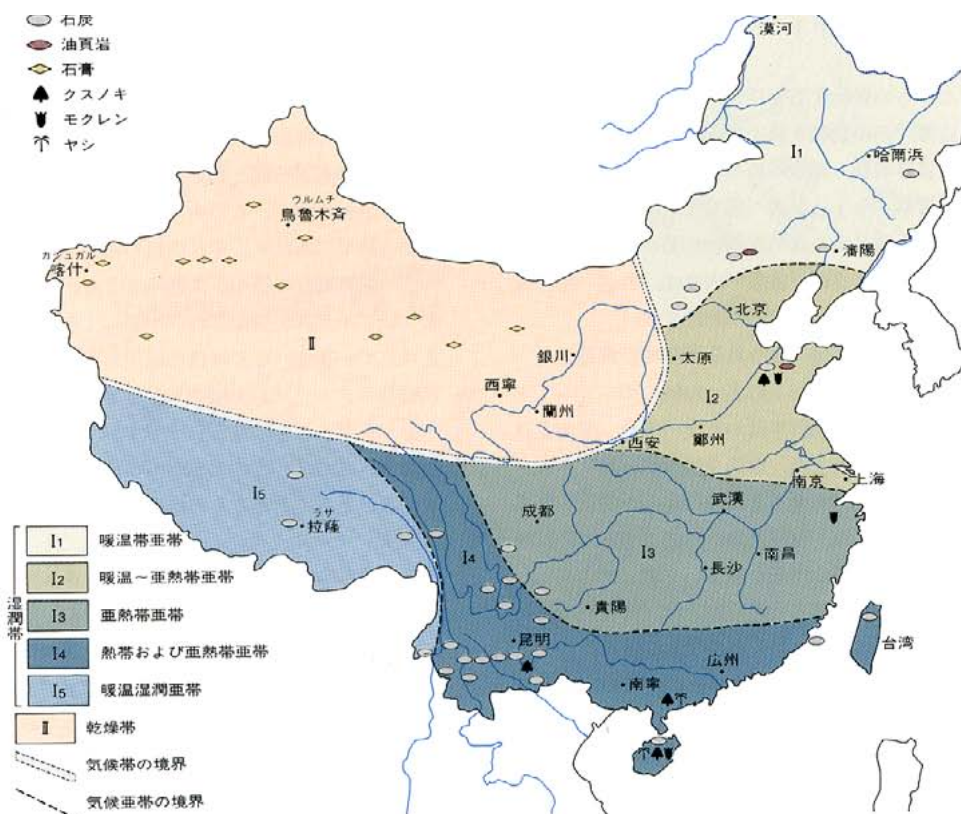 石炭
油頁岩
石膏
クスノキ
モクレン
ヤシ
漠河
I1
哈爾浜
瀋陽
ウルムチ
烏魯木斉
カシュガル
喀什
II
北京
銀川
太原
西寧
I2
蘭州
西安
鄭州
南京
上海
I5
成都
武漢
ラサ
拉薩
I4
I3
南昌
長沙
貴陽
昆明
広州
台湾
南寧
湿潤帯
I1 暖温帯亜帯
I2 暖温~亜熱帯亜帯
I3 亜熱帯亜帯
I4 熱帯および亜熱帯亜帯
I5 暖温湿潤亜帯
II 乾燥帯
気候帯の境界
気候亜帯の境界